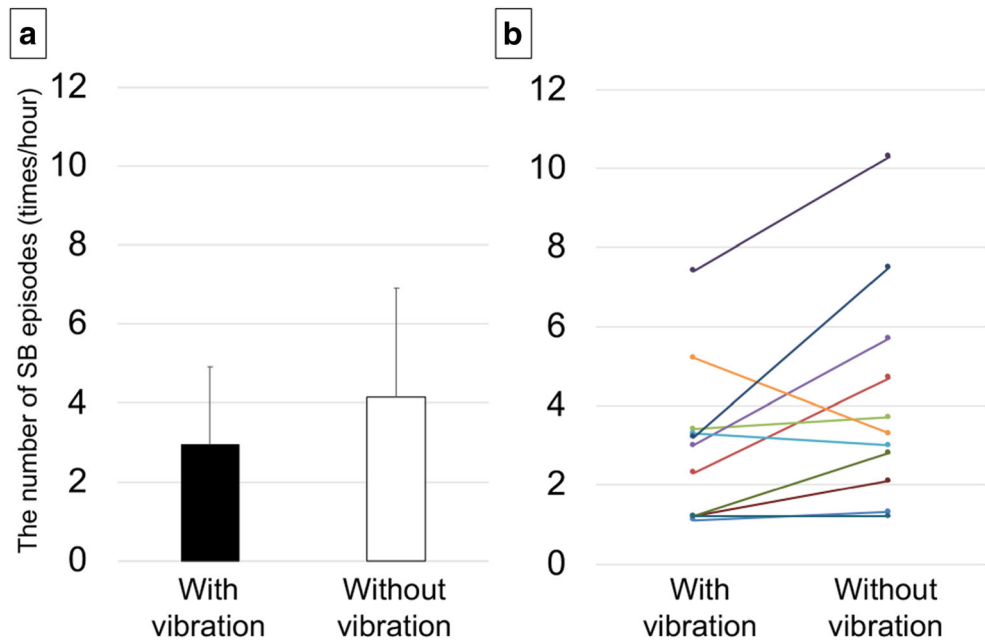 a
The number of SB episodes (times/hour)
12
10
8
6
4
2
0
With
vibration
Without
vibration
b
12
10
8
6
4
2
0
With
vibration
Without
vibration